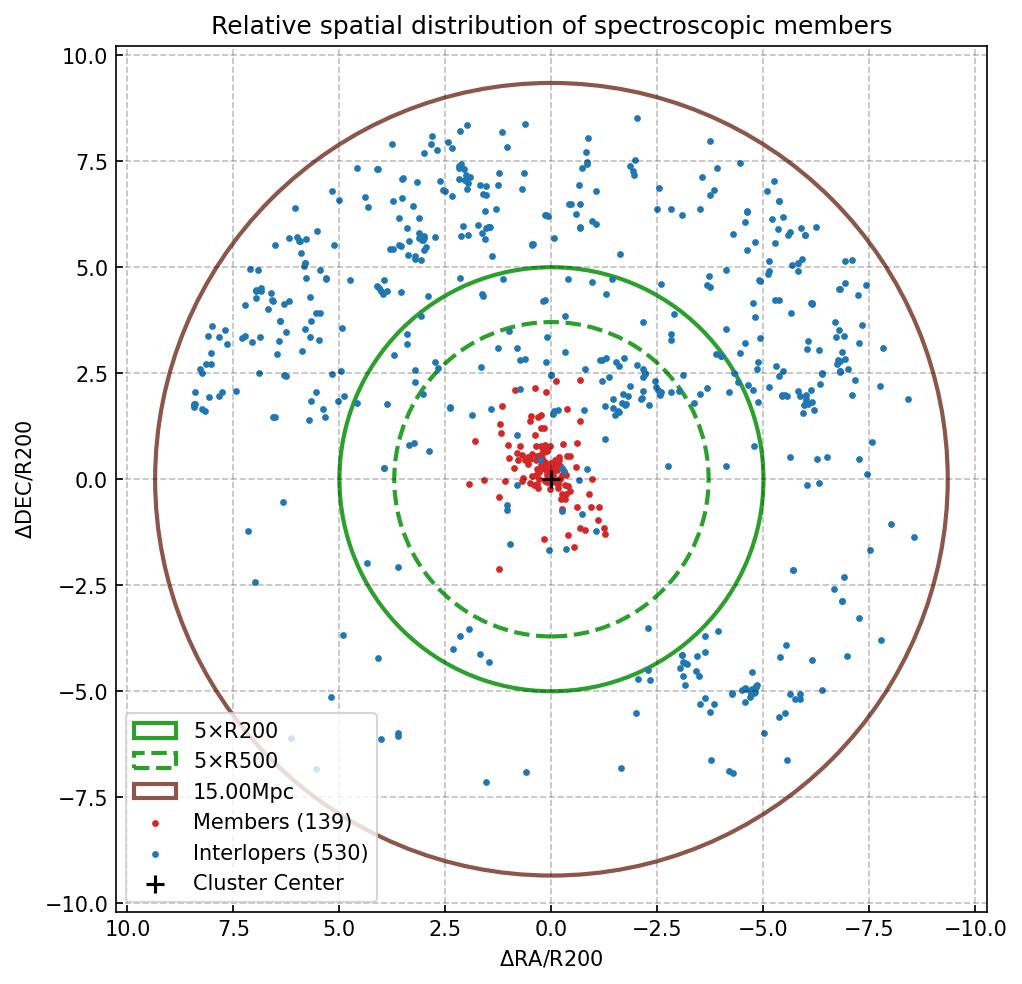 Relative spatial distribution of spectroscopic members
10.0
7.5
5.0
2.5
0.0
−2.5
−5.0
−7.5
−10.0
ΔDEC/R200
5×R200
5×R500
15.00Mpc
Members (139)
Interlopers (530)
Cluster Center
10.0 7.5 5.0 2.5 0.0 −2.5 −5.0 −7.5 −10.0
ΔRA/R200